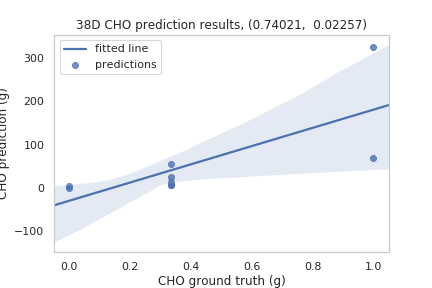 38D CHO prediction results, (0.74021, 0.02257)
fitted line
predictions
300
200
100
0
−100
CHO prediction (g)
0.0 0.2 0.4 0.6 0.8 1.0
CHO ground truth (g)